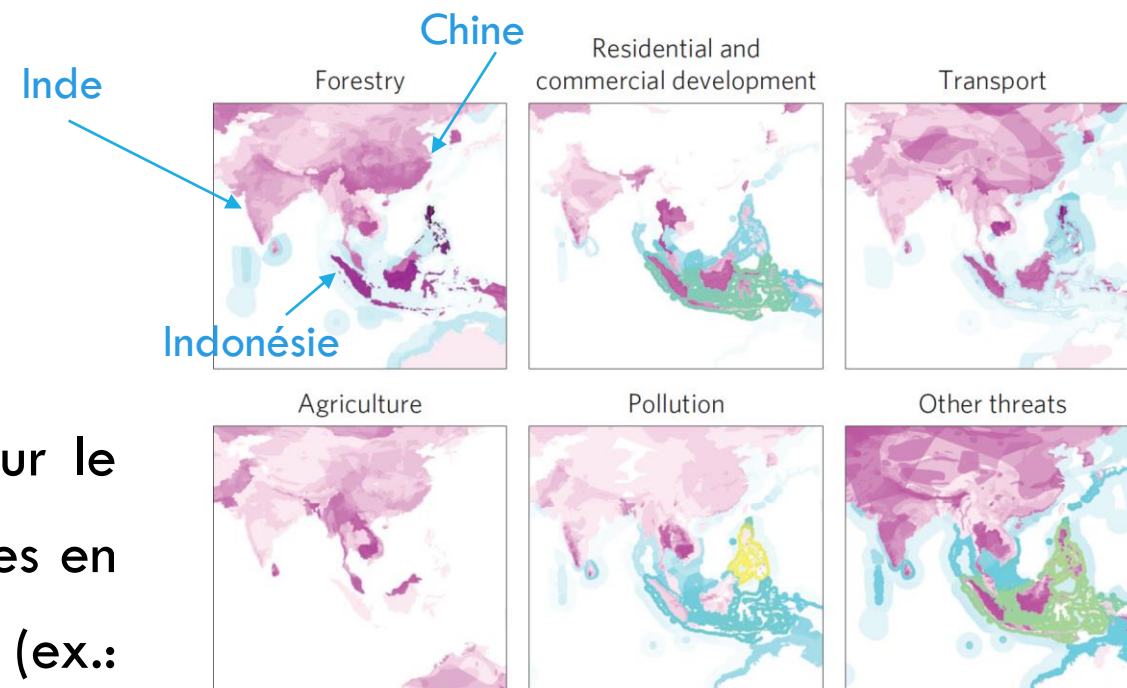 Chine
Inde
Forestry
Residential and
commercial development
Transport
Indonésie
Agriculture
Pollution
Other threats
ur le
es en
(ex.: